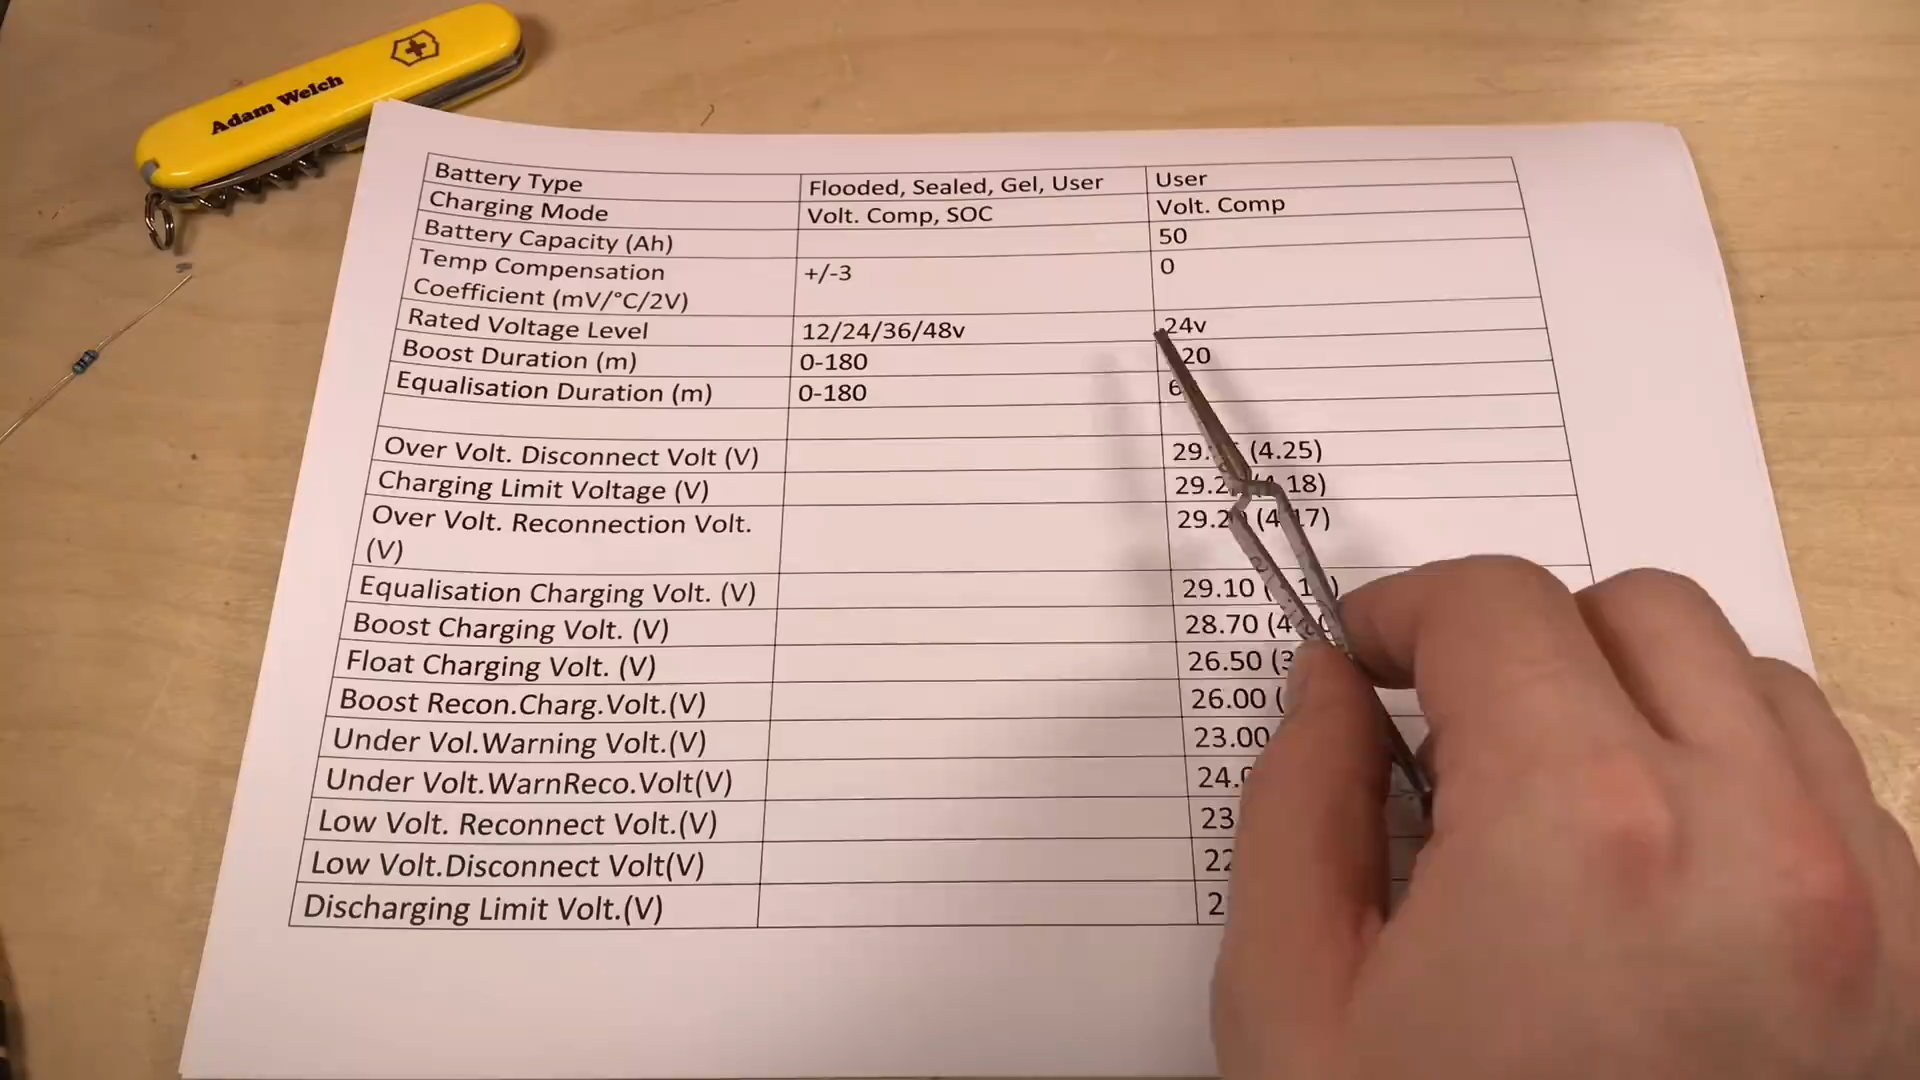 Adam Welch
Battery Type Flooded, Sealed, Gel, User User
Charging Mode Volt. Comp, SOC Volt. Comp
Battery Capacity (Ah) 50
Temp Compensation
Coefficient (mV/°C/2V) +/-3 0
Rated Voltage Level 12/24/36/48v 24v
Boost Duration (m) 0-180
Equalisation Duration (m) 0-180
Over Volt. Disconnect Volt (V) (4.25)
Charging Limit Voltage (V)
Over Volt. Reconnection Volt.
(V)
Equalisation Charging Volt. (V) 29.10
Boost Charging Volt. (V) 28.70
Float Charging Volt. (V) 26.50
Boost Recon.Charg.Volt.(V) 26.00
Under Vol.Warning Volt.(V) 23.00
Under Volt.WarnReco.Volt(V)
Low Volt. Reconnect Volt.(V)
Low Volt.Disconnect Volt(V)
Discharging Limit Volt.(V)